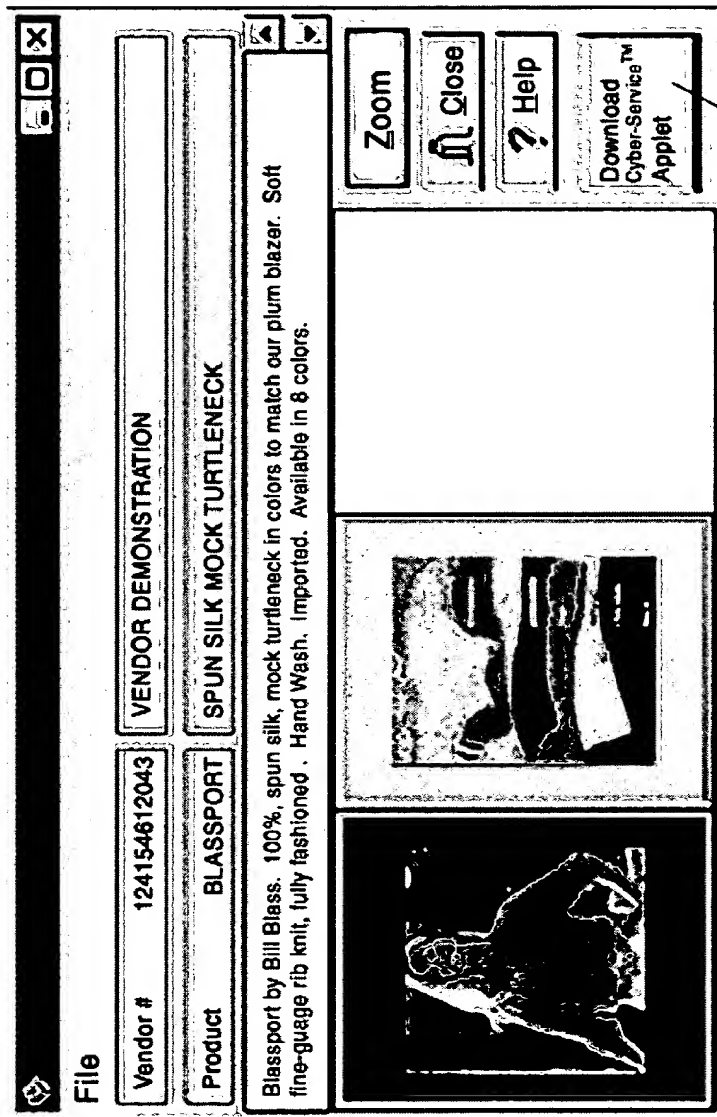 File
Vendor # 124154612043 VENDOR DEMONSTRATION
Product BLASSPORT SPUN SILK MOCK TURTLENECK
Blassport by Bill Blass. 100%, spun silk, mock turtleneck in colors to match our plum blazer. Soft
fine-guage rib knit, fully fashioned . Hand Wash. Imported. Available in 8 colors.
Zoom
Close
? Help
Download
Cyber-Service™
Applet